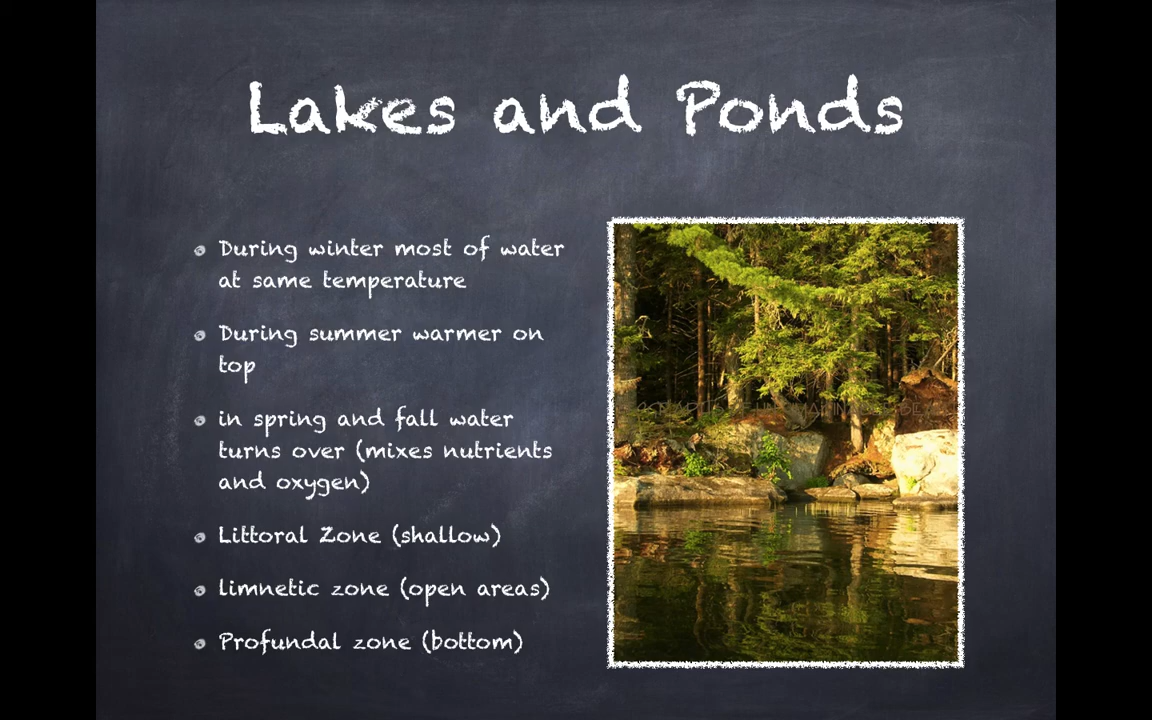 Lakes and Ponds
During winter most of water
at same temperature
During summer warmer on
top
in spring and fall water
turns over (mixes nutrients
and oxygen)
Littoral Zone (shallow)
limnetic zone (open areas)
Profundal zone (bottom)